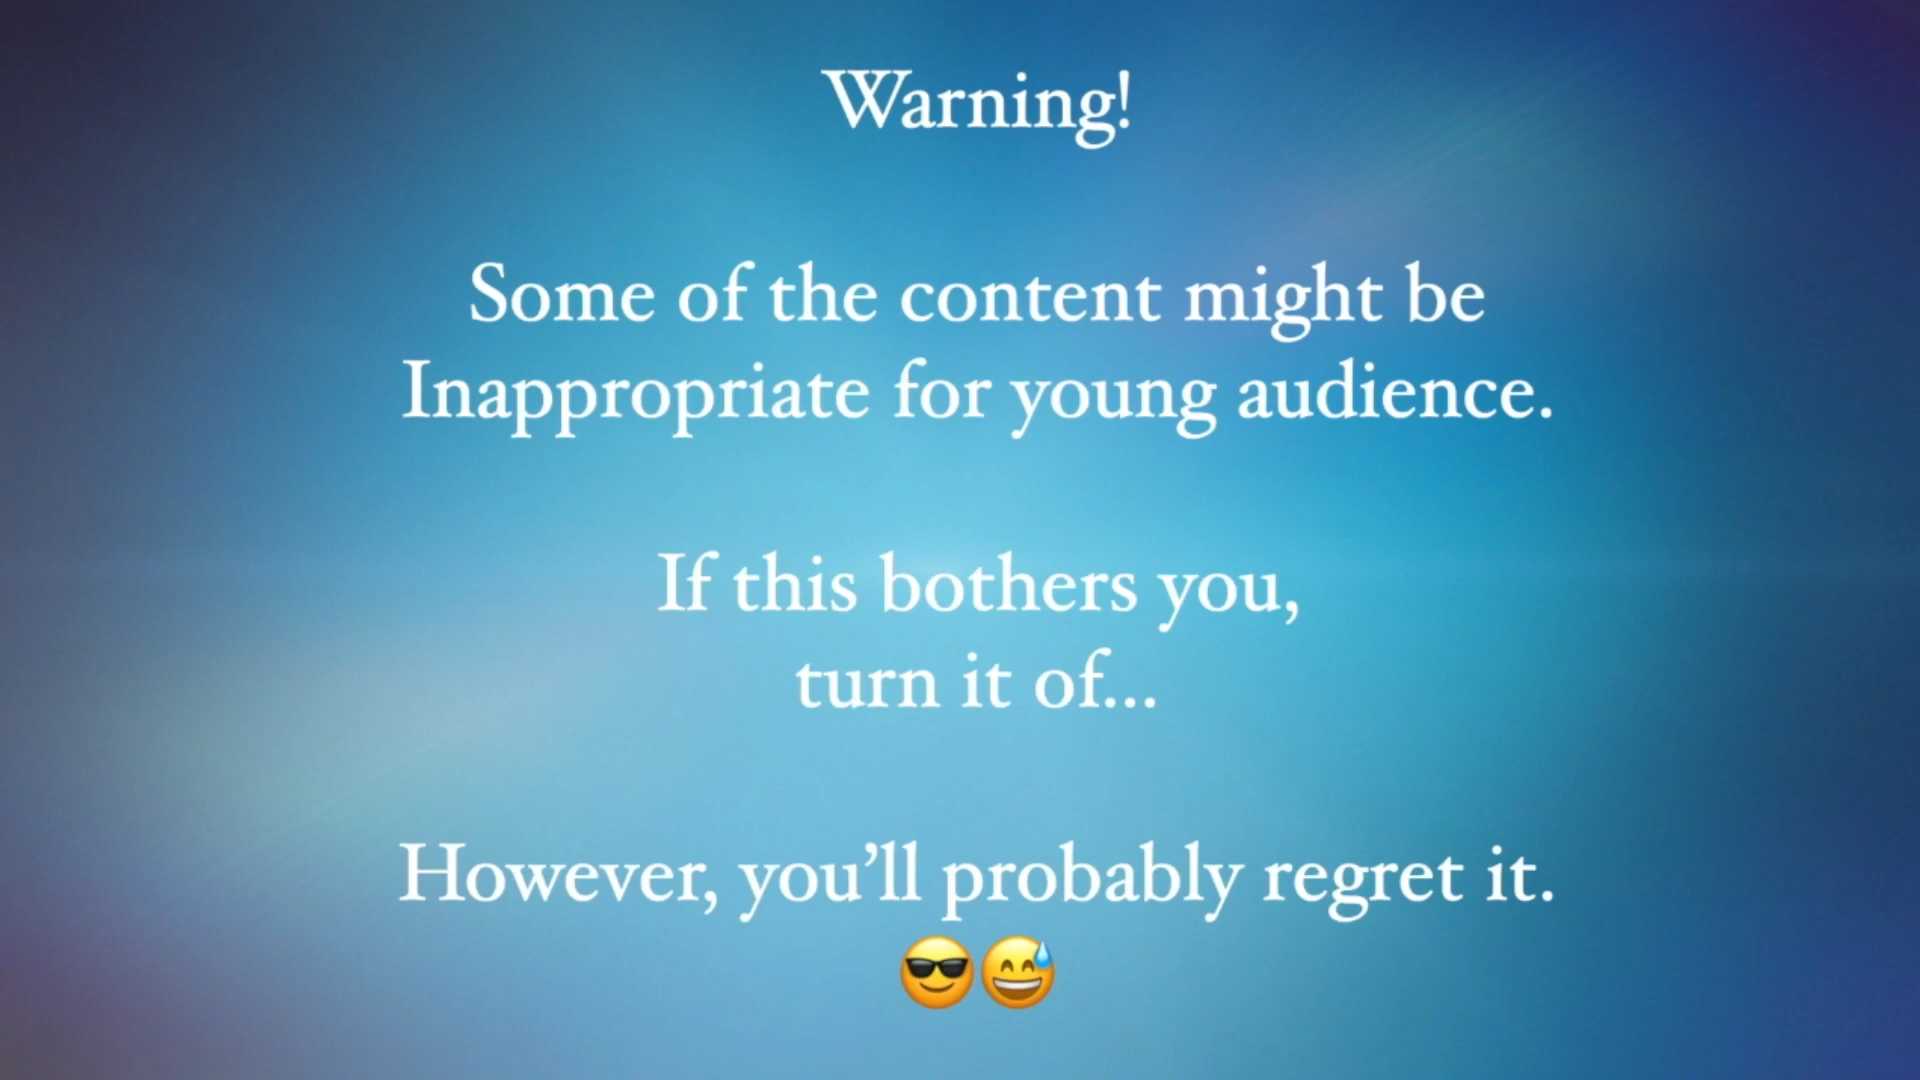 Warning!
Some of the content might be
Inappropriate for young audience.
If this bothers you,
turn it of...
However, you’ll probably regret it.
😎😅